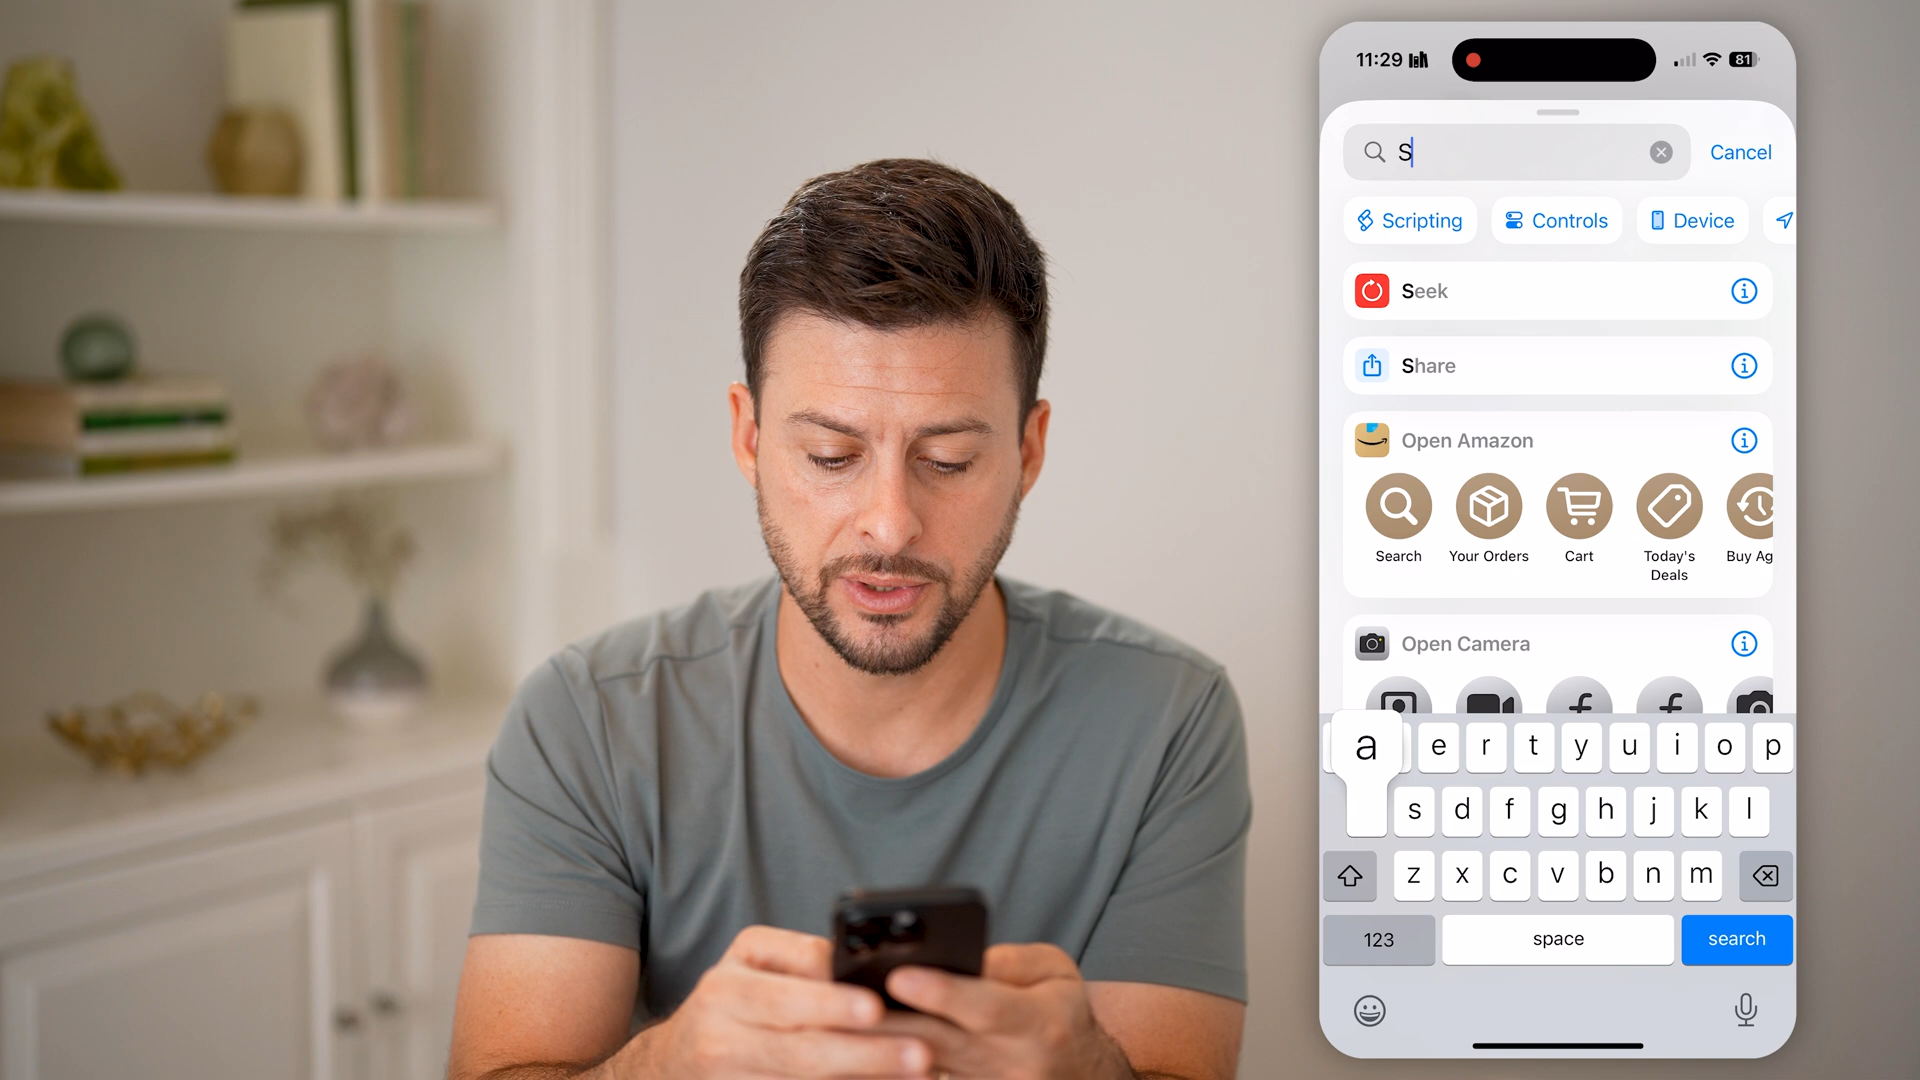 11:29
81
S
Cancel
Scripting
Controls
Device
Seek
Share
Open Amazon
Search
Your Orders
Cart
Today's
Deals
Buy Ag
Open Camera
a
e r t y u i o p
s d f g h j k l
z x c v b n m
123
space
search